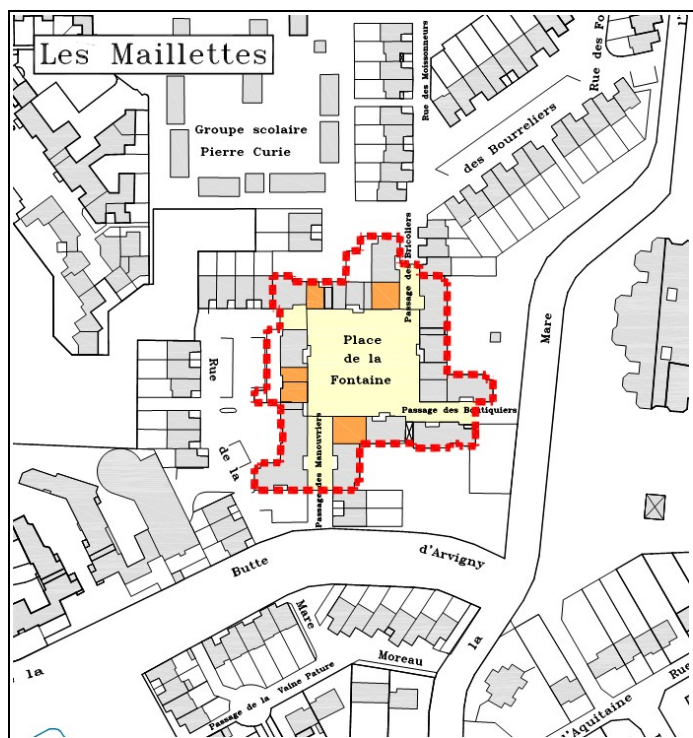 Les Maillettes
Groupe scolaire
Pierre Curie
Rue des Moissonneurs
Rue des Fo
des Bourreliers
Passage des Bricoliers
Place
de la
Fontaine
Mare
Rue
de la
Passage des Boutiquiers
Passage des Manouvriers
Butte
d'Arvigny
Mare
Moreau
la
Passage de la Vaine Pature
e la
d'Aquitaine
Rue